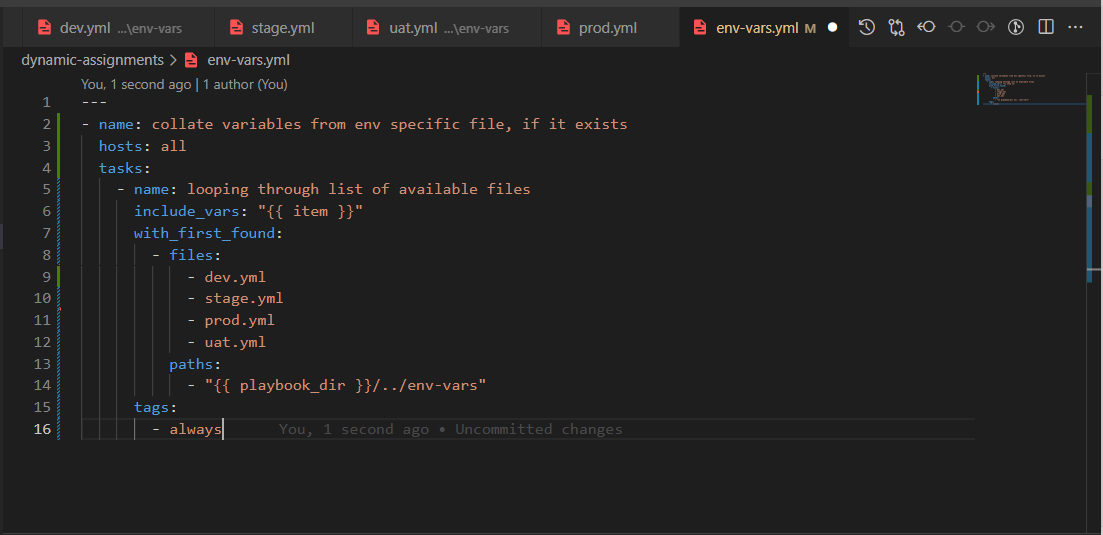 dev.yml ...\env-vars
stage.yml
uat.yml ...\env-vars
prod.yml
env-vars.yml M
dynamic-assignments > env-vars.yml
You, 1 second ago | 1 author (You)
1 ---
2 - name: collate variables from env specific file, if it exists
3   hosts: all
4   tasks:
5     - name: looping through list of available files
6       include_vars: "{{ item }}"
7       with_first_found:
8         - files:
9             - dev.yml
10             - stage.yml
11             - prod.yml
12             - uat.yml
13           paths:
14             - "{{ playbook_dir }}/../env-vars"
15       tags:
16         - always You, 1 second ago • Uncommitted changes